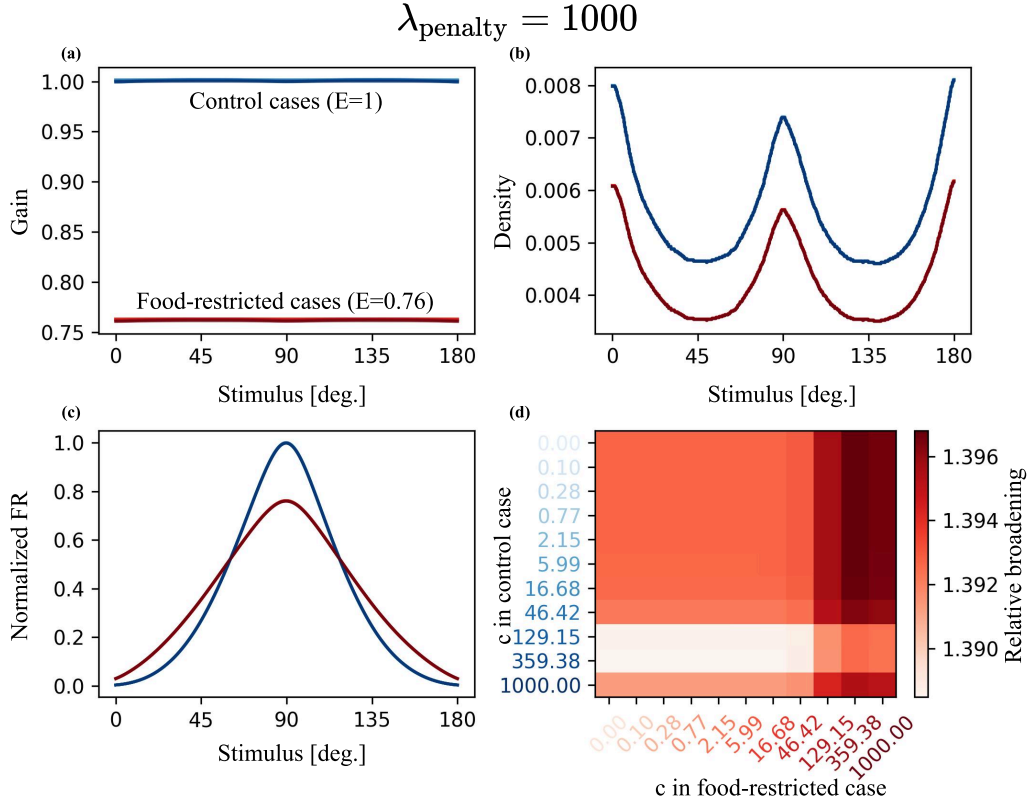 λpenalty = 1000
(a)
1.00
0.95
0.90
0.85
0.80
0.75
Gain
Control cases (E=1)
Food-restricted cases (E=0.76)
0 45 90 135 180
Stimulus [deg.]
(b)
0.008
0.007
0.006
0.005
0.004
Density
0 45 90 135 180
Stimulus [deg.]
(c)
1.0
0.8
0.6
0.4
0.2
0.0
Normalized FR
0 45 90 135 180
Stimulus [deg.]
(d)
0.00
0.10
0.28
0.77
2.15
5.99
16.68
46.42
129.15
359.38
1000.00
c in control case
0.00 0.10 0.28 0.77 2.15 5.99 16.68 46.42 129.15 359.38 1000.00
c in food-restricted case
1.396
1.394
1.392
1.390
Relative broadening